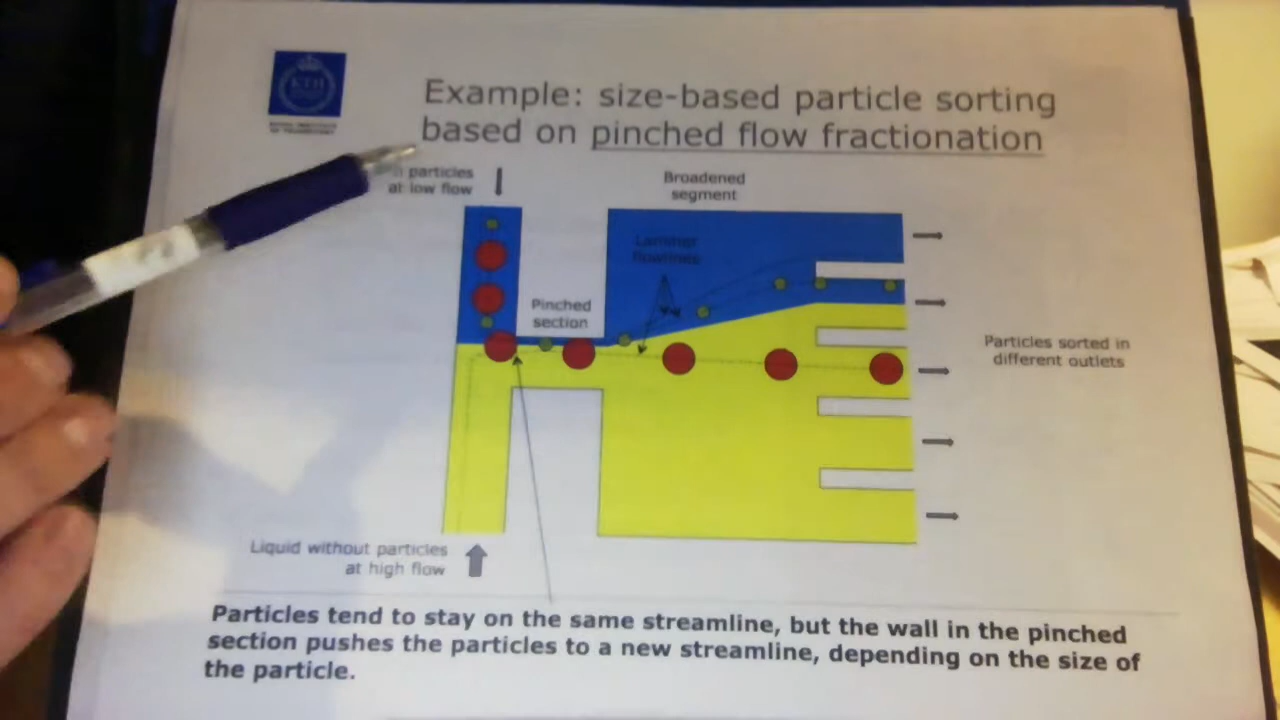 KTH
Example: size-based particle sorting
based on pinched flow fractionation
particles
at low flow
Broadened
segment
Laminar
flowlines
Pinched
section
Particles sorted in
different outlets
Liquid without particles
at high flow
Particles tend to stay on the same streamline, but the wall in the pinched
section pushes the particles to a new streamline, depending on the size of
the particle.